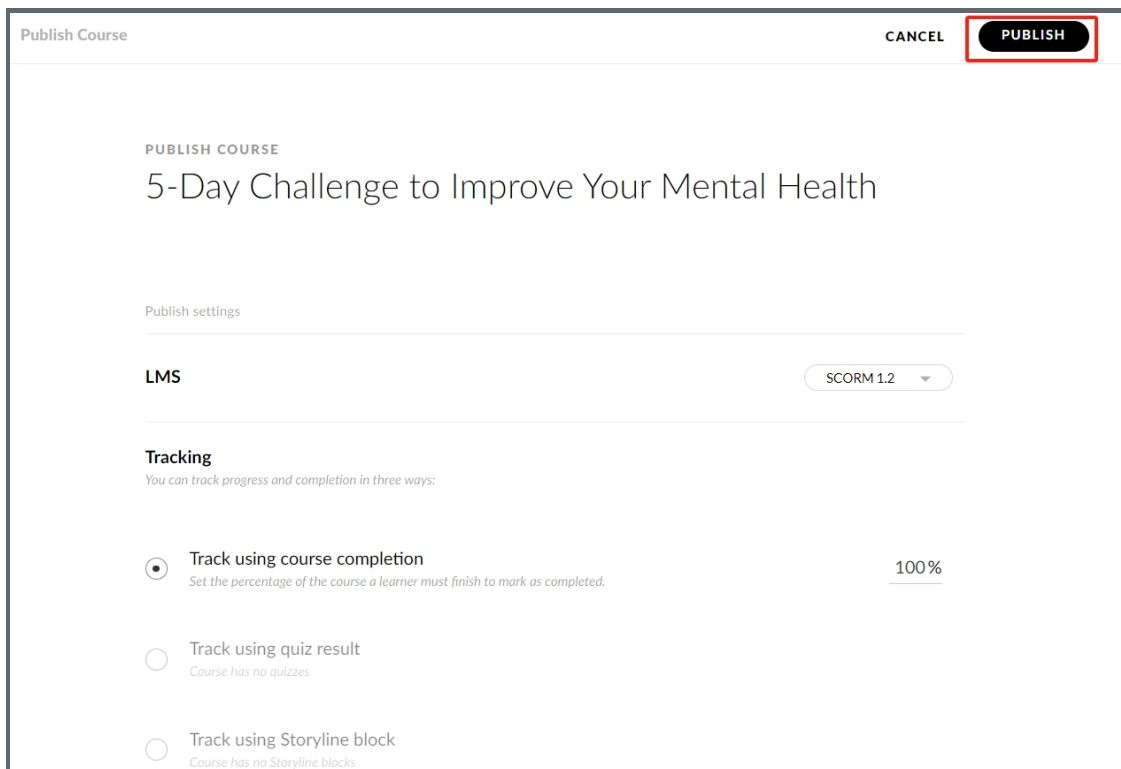 Publish Course
CANCEL
PUBLISH
PUBLISH COURSE
5-Day Challenge to Improve Your Mental Health
Publish settings
LMS
SCORM 1.2
Tracking
You can track progress and completion in three ways:
Track using course completion
Set the percentage of the course a learner must finish to mark as completed.
100 %
Track using quiz result
Course has no quizzes
Track using Storyline block
Course has no Storyline blocks